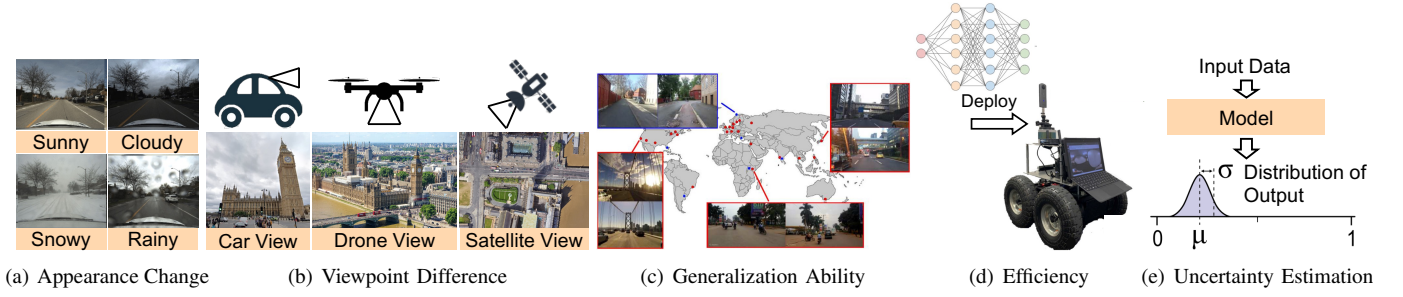 Sunny
Cloudy
Snowy
Rainy
Car View
Drone View
Satellite View
Deploy
Input Data
Model
σ Distribution of
Output
0
μ
1
(a) Appearance Change
(b) Viewpoint Difference
(c) Generalization Ability
(d) Efficiency
(e) Uncertainty Estimation